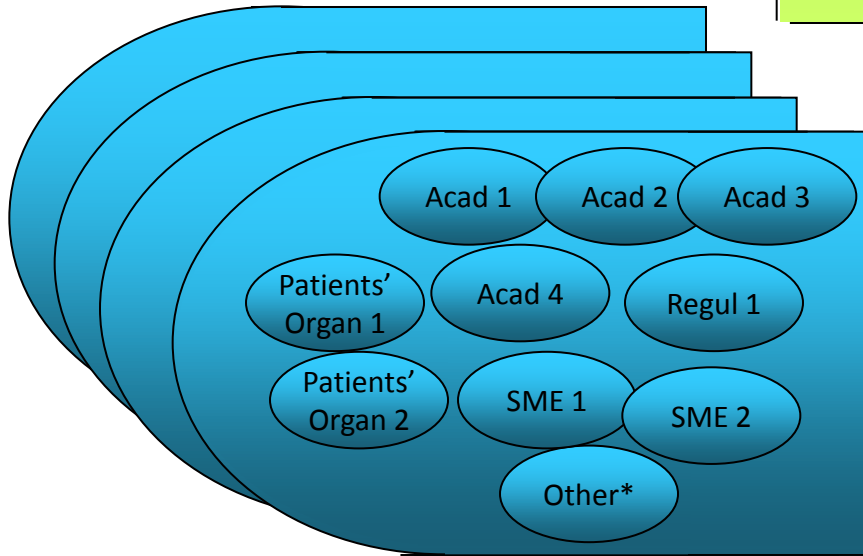 Acad 1
Acad 2
Acad 3
Patients'
Organ 1
Acad 4
Regul 1
Patients'
Organ 2
SME 1
SME 2
Other*